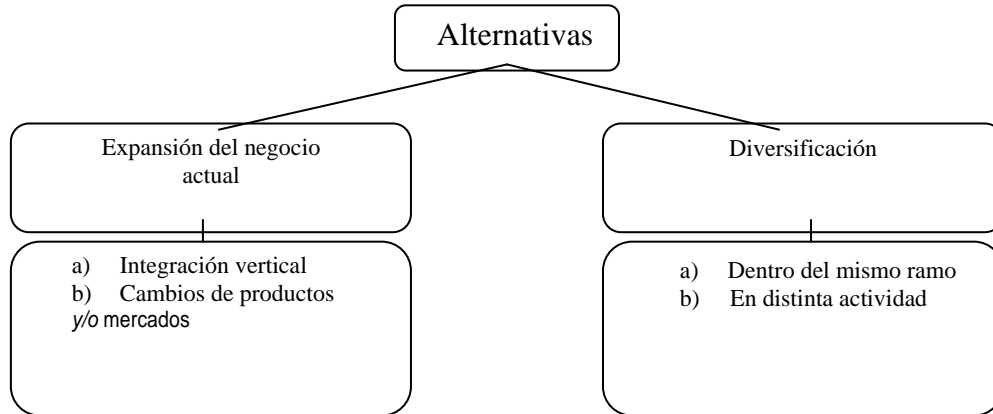 Alternativas
Expansión del negocio
actual
Diversificación
a) Integración vertical
b) Cambios de productos
y/o mercados
a) Dentro del mismo ramo
b) En distinta actividad